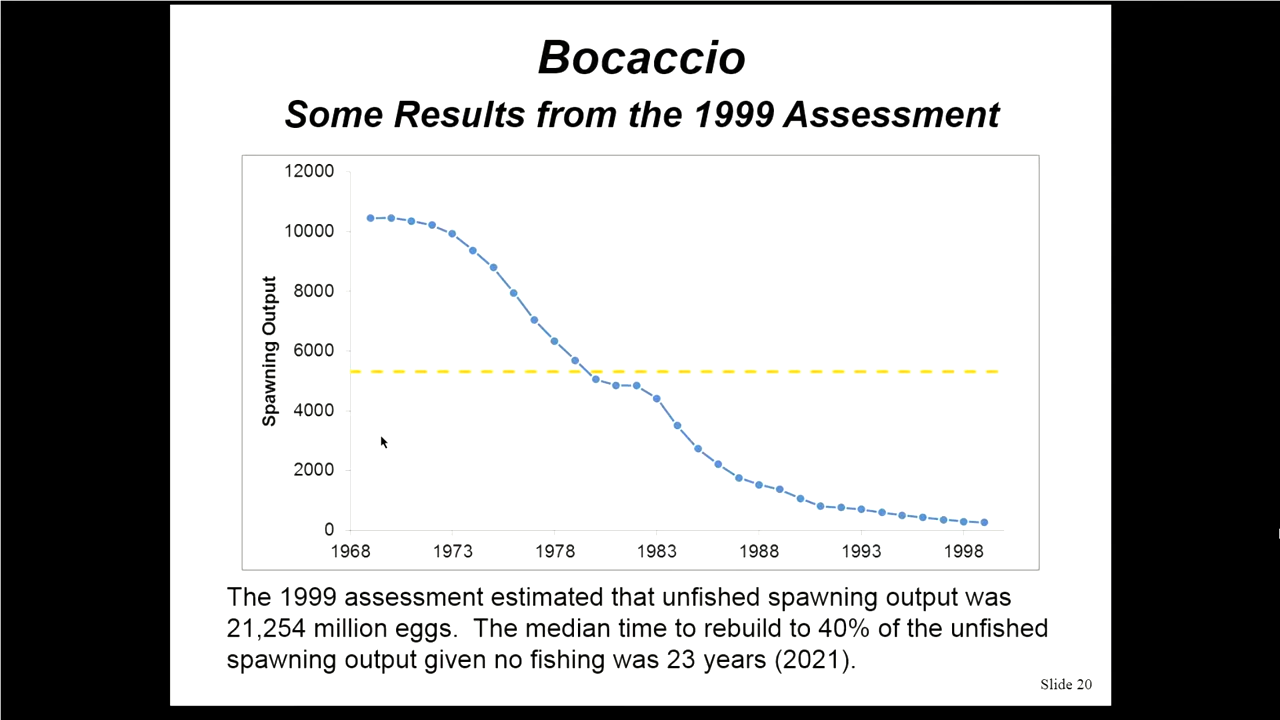 Bocaccio
Some Results from the 1999 Assessment
12000
10000
8000
6000
4000
2000
0
Spawning Output
1968 1973 1978 1983 1988 1993 1998
The 1999 assessment estimated that unfished spawning output was
21,254 million eggs.  The median time to rebuild to 40% of the unfished
spawning output given no fishing was 23 years (2021).
Slide 20